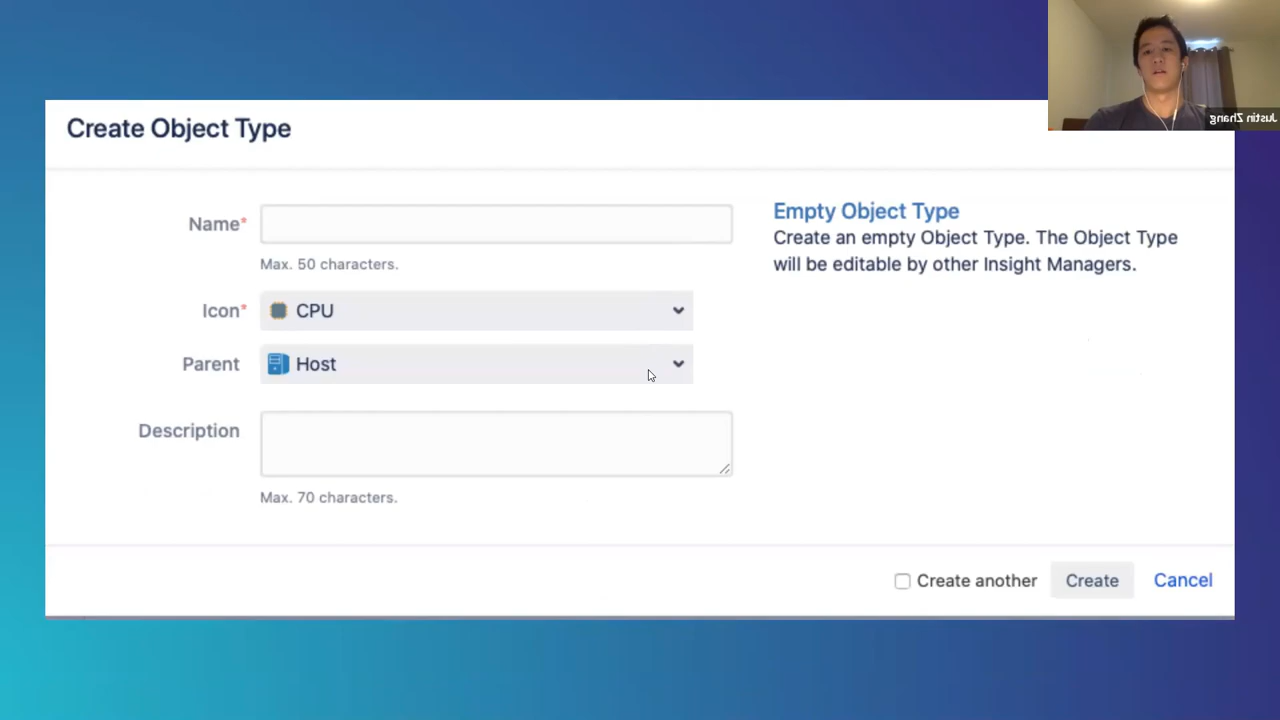 Justin Zhang
Create Object Type
Name*
Max. 50 characters.
Empty Object Type
Create an empty Object Type. The Object Type
will be editable by other Insight Managers.
Icon* CPU
Parent Host
Description
Max. 70 characters.
Create another Create Cancel